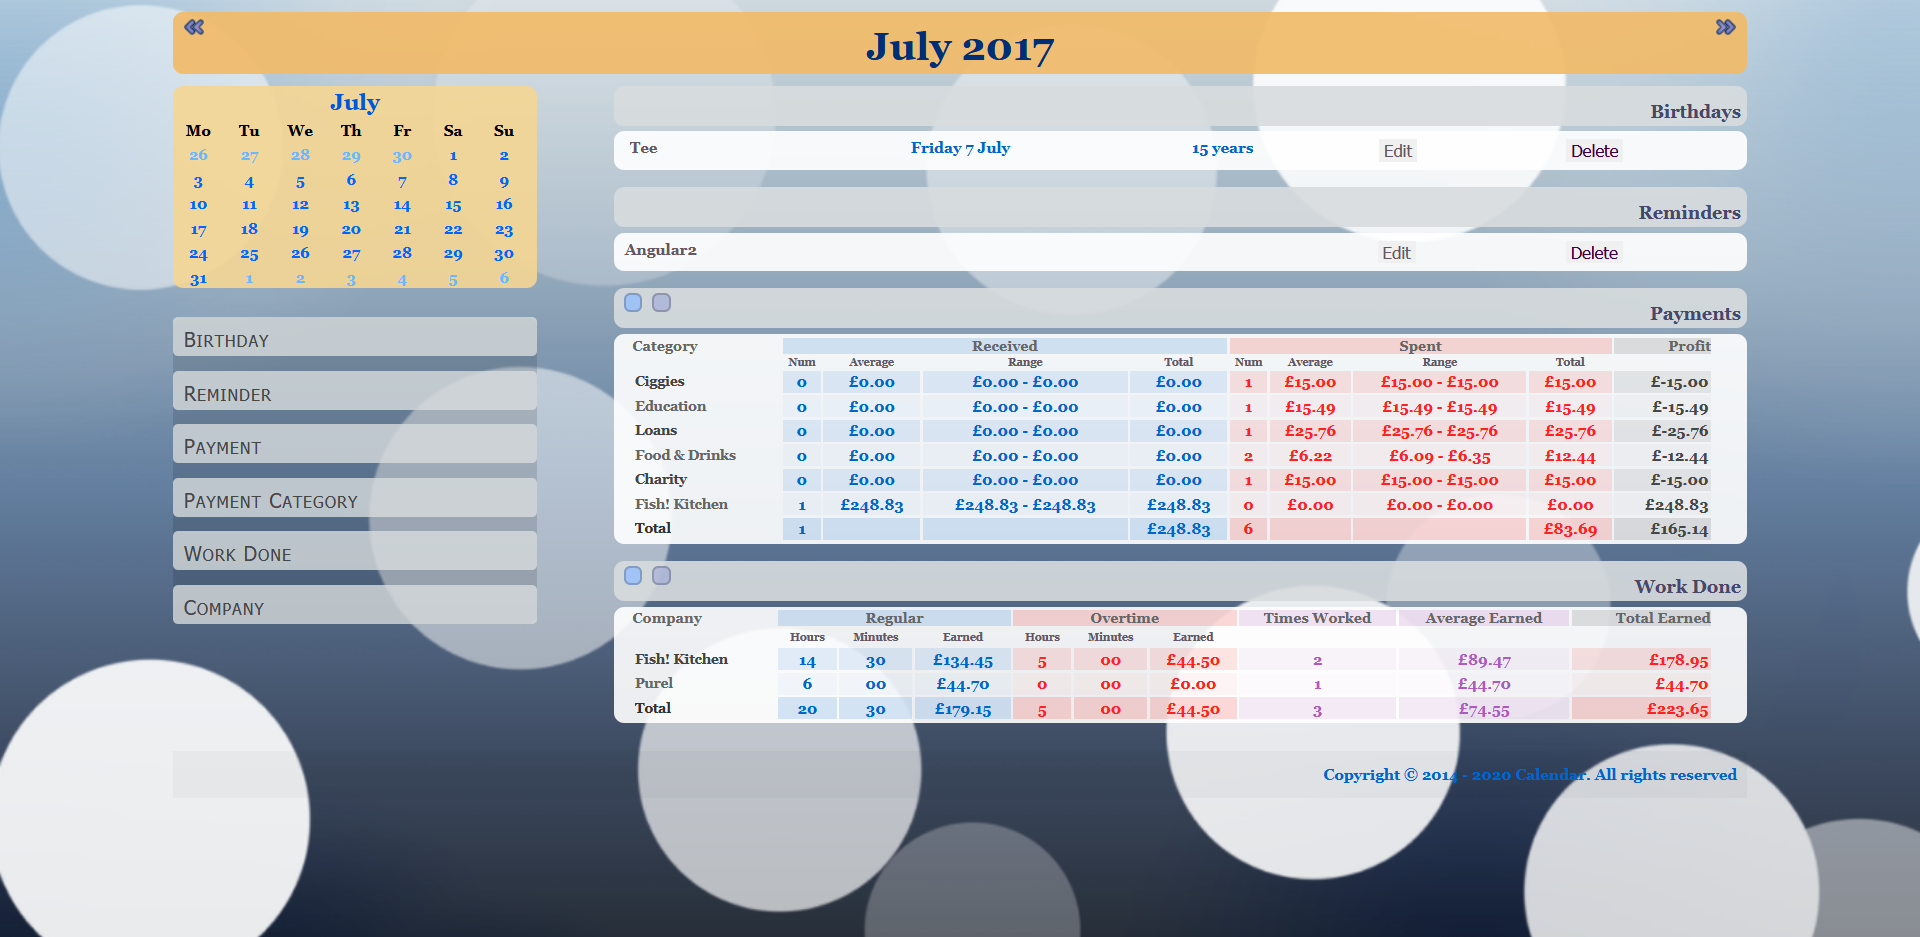 July 2017
July
Mo Tu We Th Fr Sa Su
26 27 28 29 30 1 2
3 4 5 6 7 8 9
10 11 12 13 14 15 16
17 18 19 20 21 22 23
24 25 26 27 28 29 30
31 1 2 3 4 5 6
Birthday
Reminder
Payment
Payment Category
Work Done
Company
Birthdays
Tee Friday 7 July 15 years Edit Delete
Reminders
Angular2 Edit Delete
Payments
Category Received Spent Profit
Num Average Range Total Num Average Range Total
Ciggies 0 £0.00 £0.00 - £0.00 £0.00 1 £15.00 £15.00 - £15.00 £15.00 £-15.00
Education 0 £0.00 £0.00 - £0.00 £0.00 1 £15.49 £15.49 - £15.49 £15.49 £-15.49
Loans 0 £0.00 £0.00 - £0.00 £0.00 1 £25.76 £25.76 - £25.76 £25.76 £-25.76
Food & Drinks 0 £0.00 £0.00 - £0.00 £0.00 2 £6.22 £6.09 - £6.35 £12.44 £-12.44
Charity 0 £0.00 £0.00 - £0.00 £0.00 1 £15.00 £15.00 - £15.00 £15.00 £-15.00
Fish! Kitchen 1 £248.83 £248.83 - £248.83 £248.83 0 £0.00 £0.00 - £0.00 £0.00 £248.83
Total 1 £248.83 6 £83.69 £165.14
Work Done
Company Regular Overtime Times Worked Average Earned Total Earned
Hours Minutes Earned Hours Minutes Earned
Fish! Kitchen 14 30 £134.45 5 00 £44.50 2 £89.47 £178.95
Purel 6 00 £44.70 0 00 £0.00 1 £44.70 £44.70
Total 20 30 £179.15 5 00 £44.50 3 £74.55 £223.65
Copyright © 2014 - 2020 Calendar. All rights reserved